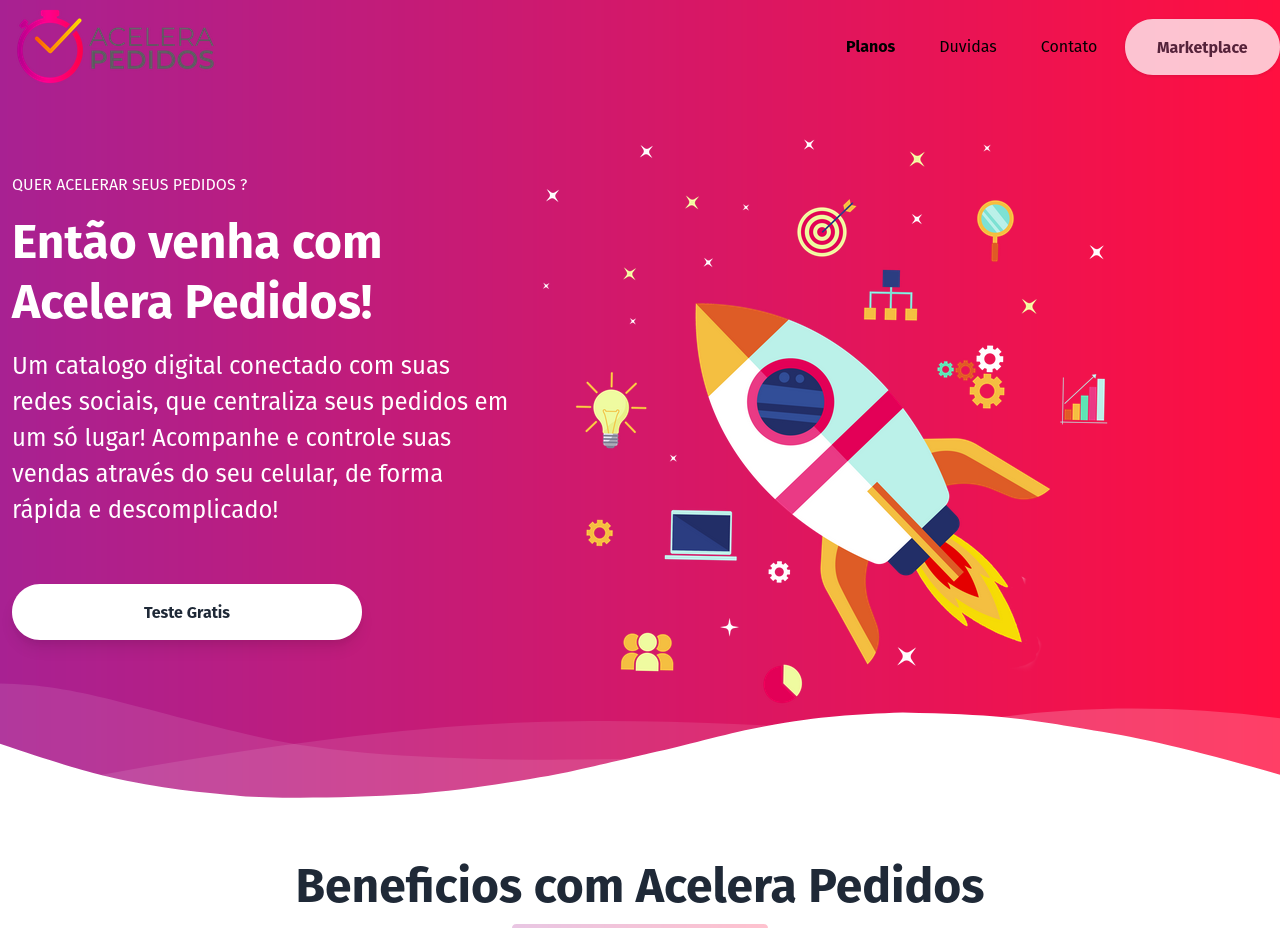 ACELERA
PEDIDOS
Planos
Duvidas
Contato
Marketplace
QUER ACELERAR SEUS PEDIDOS ?
Então venha com
Acelera Pedidos!
Um catalogo digital conectado com suas
redes sociais, que centraliza seus pedidos em
um só lugar! Acompanhe e controle suas
vendas através do seu celular, de forma
rápida e descomplicado!
Teste Gratis
Beneficios com Acelera Pedidos